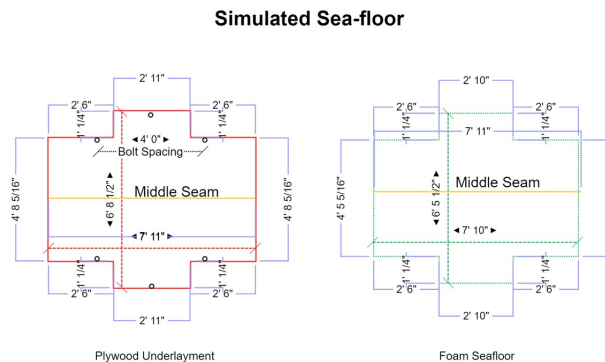 Simulated Sea-floor
2' 11"
2' 10"
2' 6"
2' 6"
2' 6"
2' 6"
1' 1/4"
1' 1/4"
1' 1/4"
1' 1/4"
◄4' 0"►
Bolt Spacing
7' 11"
4' 8 5/16"
◄6' 8 1/2"►
Middle Seam
4' 8 5/16"
4' 5 5/16"
◄6' 5 1/2"►
Middle Seam
4' 5 5/16"
◄7' 11"►
◄7' 10"►
1' 1/4"
1' 1/4"
1' 1/4"
1' 1/4"
2' 6"
2' 6"
2' 6"
2' 6"
2' 11"
2' 10"
Plywood Underlayment
Foam Seafloor